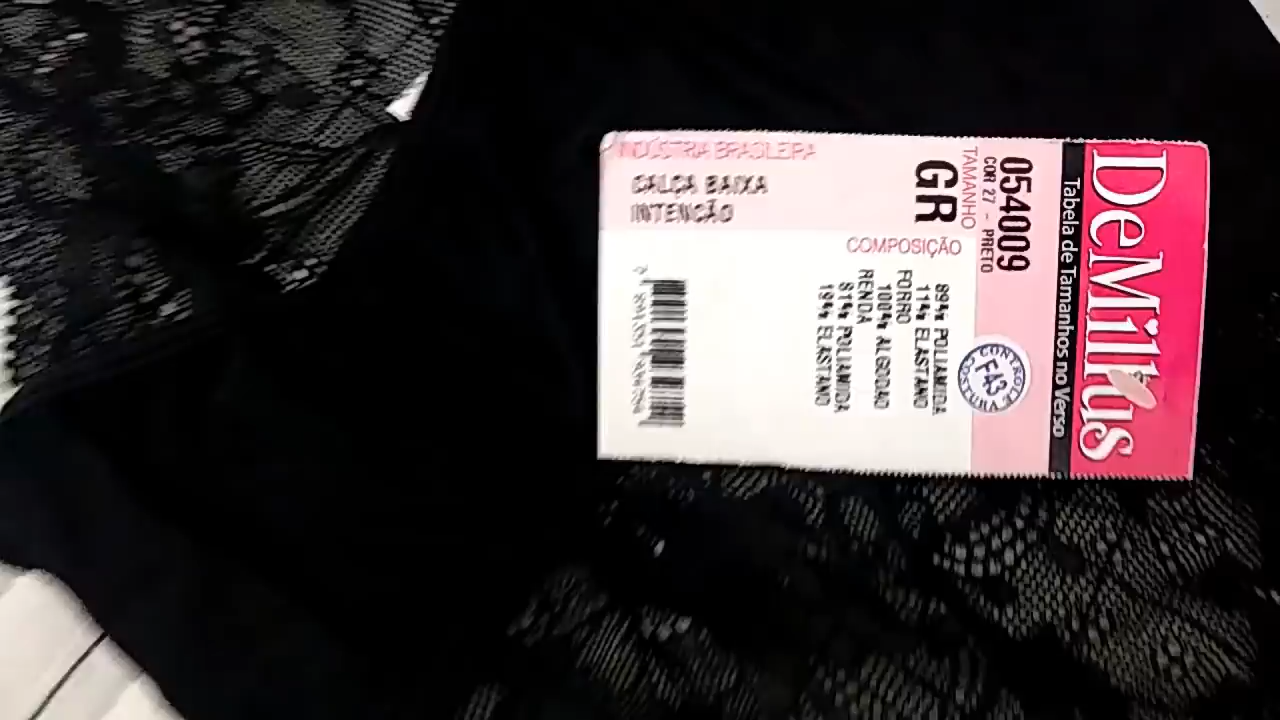 DeMillus
Tabela de Tamanhos no Verso
054009
COR 27 - PRETO
TAMANHO
GR
CONTROLE
F43
COSTURA
COMPOSIÇÃO
89% POLIAMIDA
11% ELASTANO
FORRO
100% ALGODÃO
RENDA
81% POLIAMIDA
19% ELASTANO
INDÚSTRIA BRASILEIRA
CALÇA BAIXA
INTENÇÃO